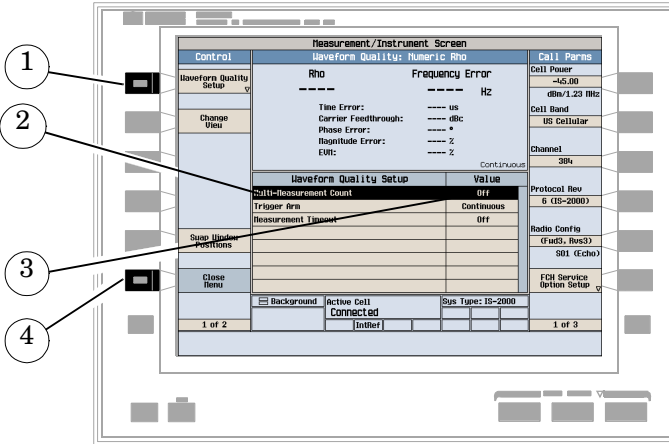 Measurement/Instrument Screen
Control
Waveform Quality: Numeric Rho
Call Parms
1
Waveform Quality
Setup
Rho
Frequency Error
---- ---- Hz
Cell Power
-45.00
dBm/1.23 MHz
2
Change
View
Time Error: ---- us
Carrier Feedthrough: ---- dBc
Phase Error: ---- °
Magnitude Error: ---- %
EVM: ---- %
Continuous
Cell Band
US Cellular
Channel
384
Waveform Quality Setup Value
Multi-Measurement Count Off
Trigger Arm Continuous
Measurement Timeout Off
Protocol Rev
6 (IS-2000)
Swap Window
Positions
Radio Config
(Fwd3, Rvs3)
SO1 (Echo)
3
Close
Menu
FCH Service
Option Setup
4
Background
Active Cell
Connected
Sys Type: IS-2000
1 of 2
IntRef
1 of 3